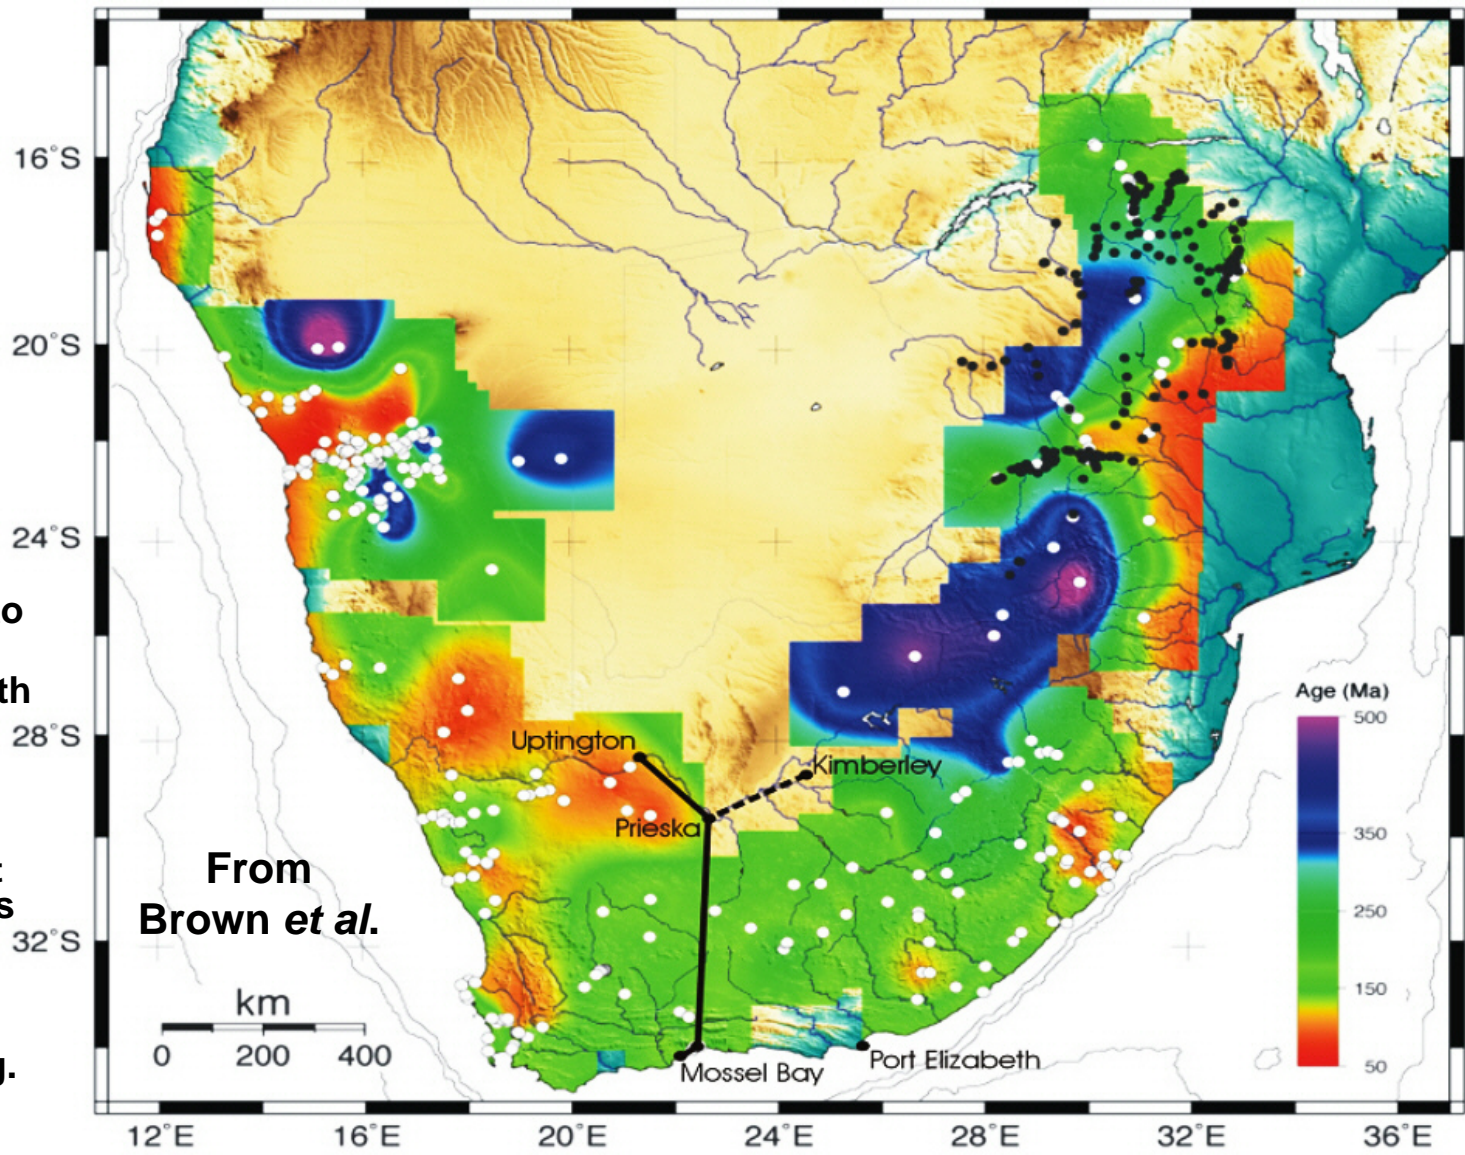 16°S
20°S
24°S
28°S
32°S
12°E
16°E
20°E
24°E
28°E
32°E
36°E
o
th
s
g.
Uptington
Kimberley
Prieska
Mossel Bay
Port Elizabeth
From
Brown et al.
km
0 200 400
Age (Ma)
500
350
250
150
50